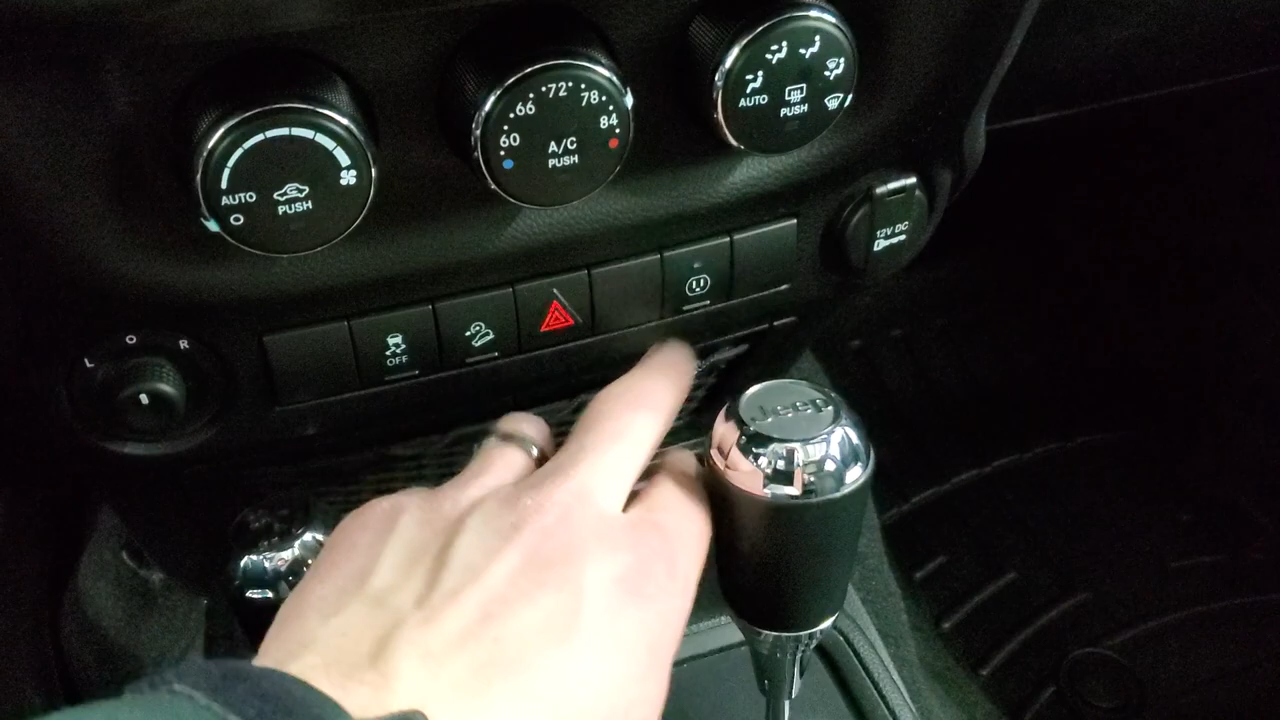 AUTO
PUSH
60 66 72° 78 84
A/C
PUSH
AUTO
PUSH
12V DC
L O R
OFF
Jeep